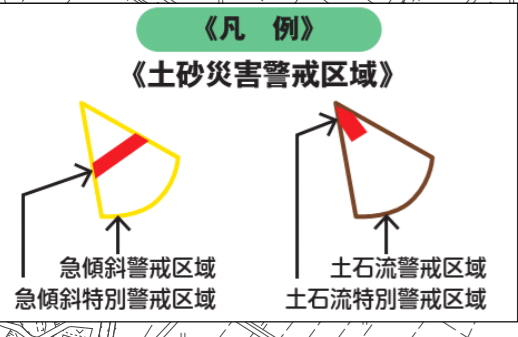 《凡　例》
《土砂災害警戒区域》
急傾斜警戒区域
急傾斜特別警戒区域
土石流警戒区域
土石流特別警戒区域